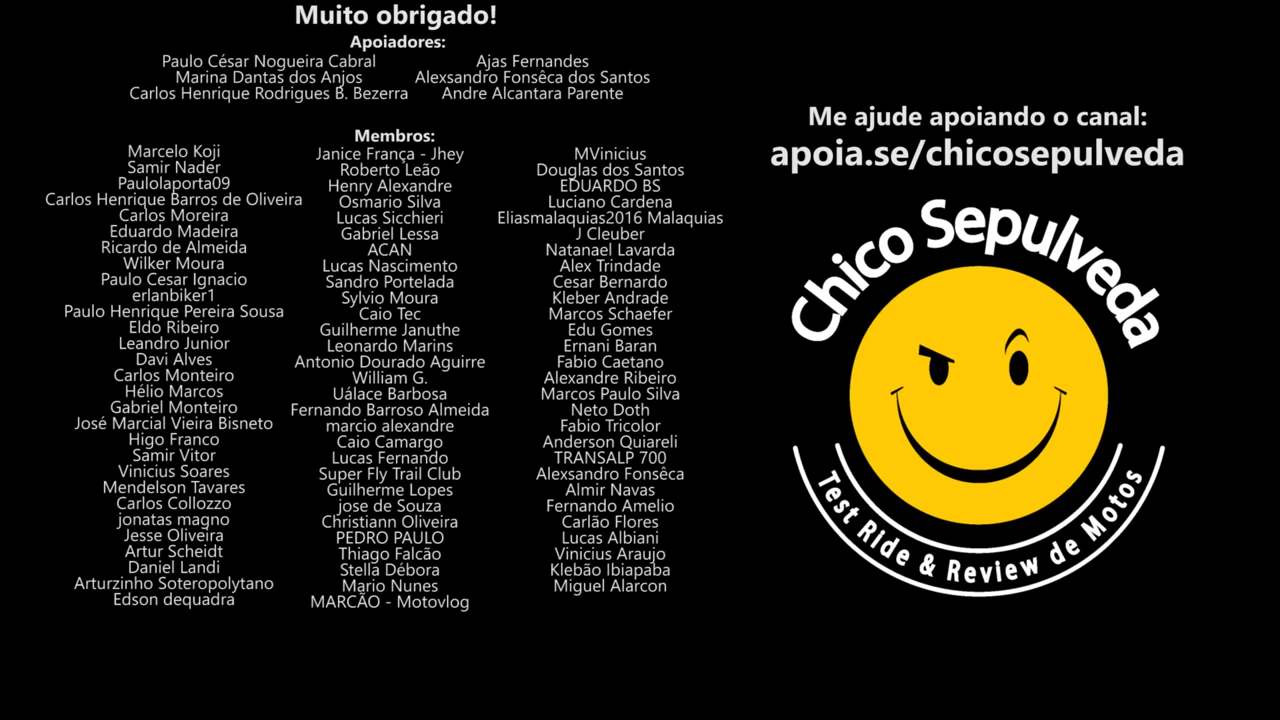 Muito obrigado!
Apoiadores:
Paulo César Nogueira Cabral
Marina Dantas dos Anjos
Carlos Henrique Rodrigues B. Bezerra
Ajas Fernandes
Alexsandro Fonsêca dos Santos
Andre Alcantara Parente
Membros:
Marcelo Koji
Samir Nader
Paulolaporta09
Carlos Henrique Barros de Oliveira
Carlos Moreira
Eduardo Madeira
Ricardo de Almeida
Wilker Moura
Paulo Cesar Ignacio
erlanbiker1
Paulo Henrique Pereira Sousa
Eldo Ribeiro
Leandro Junior
Davi Alves
Carlos Monteiro
Hélio Marcos
Gabriel Monteiro
José Marcial Vieira Bisneto
Higo Franco
Samir Vitor
Vinicius Soares
Mendelson Tavares
Carlos Collozzo
jonatas magno
Jesse Oliveira
Artur Scheidt
Daniel Landi
Arturzinho Soteropolytano
Edson dequadra
Janice França - Jhey
Roberto Leão
Henry Alexandre
Osmario Silva
Lucas Sicchieri
Gabriel Lessa
ACAN
Lucas Nascimento
Sandro Portelada
Sylvio Moura
Caio Tec
Guilherme Januthe
Leonardo Marins
Antonio Dourado Aguirre
William G.
Uálace Barbosa
Fernando Barroso Almeida
marcio alexandre
Caio Camargo
Lucas Fernando
Super Fly Trail Club
Guilherme Lopes
jose de Souza
Christiann Oliveira
PEDRO PAULO
Thiago Falcão
Stella Débora
Mario Nunes
MARCÃO - Motovlog
MVinicius
Douglas dos Santos
EDUARDO BS
Luciano Cardena
Eliasmalaquias2016 Malaquias
J Cleuber
Natanael Lavarda
Alex Trindade
Cesar Bernardo
Kleber Andrade
Marcos Schaefer
Edu Gomes
Ernani Baran
Fabio Caetano
Alexandre Ribeiro
Marcos Paulo Silva
Neto Doth
Fabio Tricolor
Anderson Quiareli
TRANSALP 700
Alexsandro Fonsêca
Almir Navas
Fernando Amelio
Carlão Flores
Lucas Albiani
Vinicius Araujo
Klebão Ibiapaba
Miguel Alarcon
Me ajude apoiando o canal:
apoia.se/chicosepulveda
Chico Sepulveda
Test Ride & Review de Motos